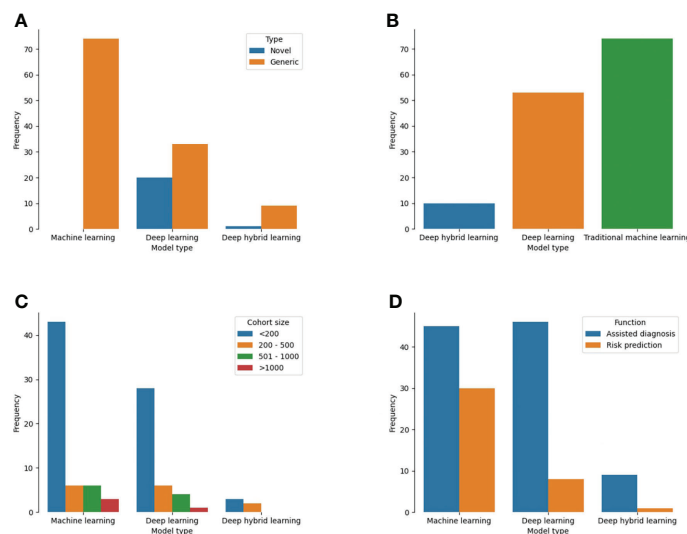 A
Type
Novel
Generic
70
60
50
40
30
20
10
0
Frequency
Machine learning
Deep learning
Deep hybrid learning
Model type
B
70
60
50
40
30
20
10
0
Frequency
Deep hybrid learning
Deep learning
Traditional machine learning
Model type
C
Cohort size
<200
200 - 500
501 - 1000
>1000
40
30
20
10
0
Frequency
Machine learning
Deep learning
Deep hybrid learning
Model type
D
Function
Assisted diagnosis
Risk prediction
40
30
20
10
0
Frequency
Machine learning
Deep learning
Deep hybrid learning
Model type